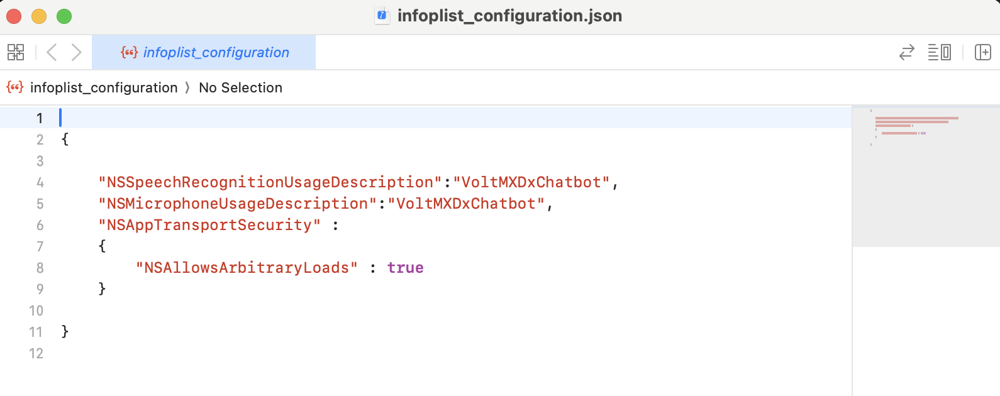 infoplist_configuration.json
infoplist_configuration
infoplist_configuration 〉 No Selection
1
2 {
3
4 "NSSpeechRecognitionUsageDescription":"VoltMXDxChatbot",
5 "NSMicrophoneUsageDescription":"VoltMXDxChatbot",
6 "NSAppTransportSecurity" :
7 {
8 "NSAllowsArbitraryLoads" : true
9 }
10
11 }
12